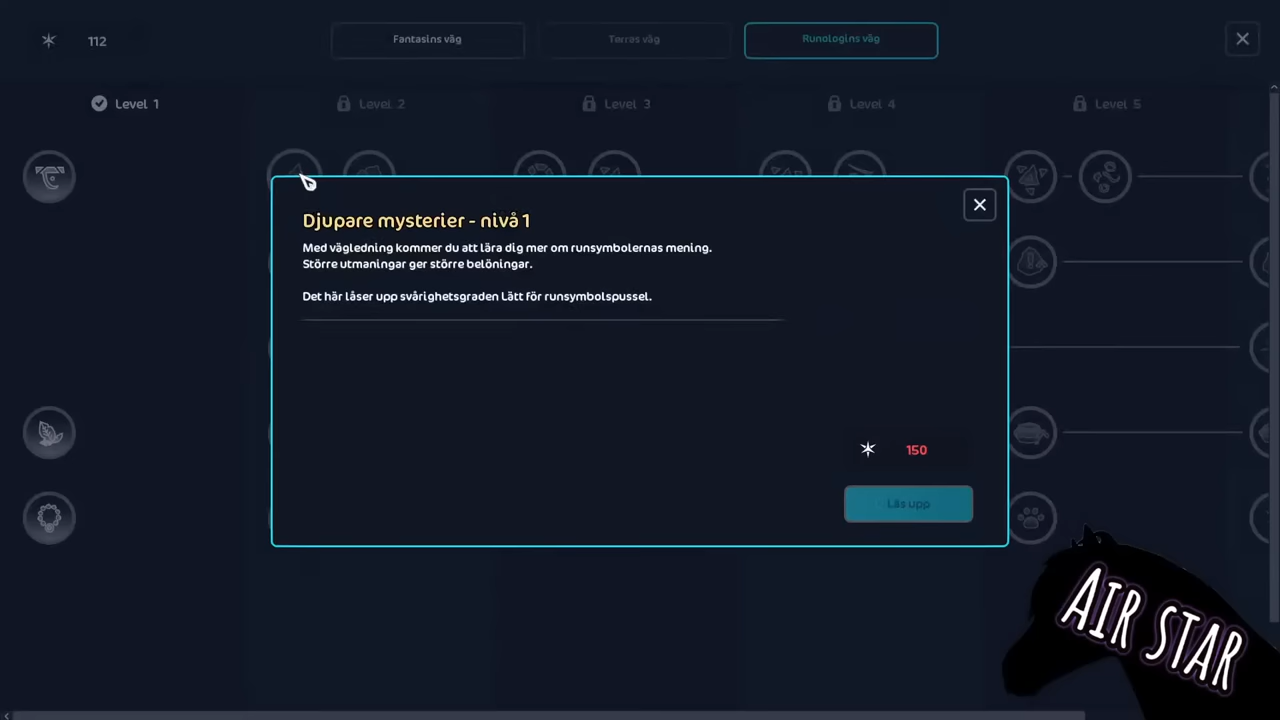 112
Fantasins väg
Tørras väg
Runologins väg
Level 1
Level 2
Level 3
Level 4
Level 5
Djupare mysterier - nivå 1
Med vägledning kommer du att lära dig mer om runsymbolernas mening.
Större utmaningar ger större belöningar.
Det här låser upp svårighetsgraden Lätt för runsymbolspussel.
150
Lås upp
AIR STAR